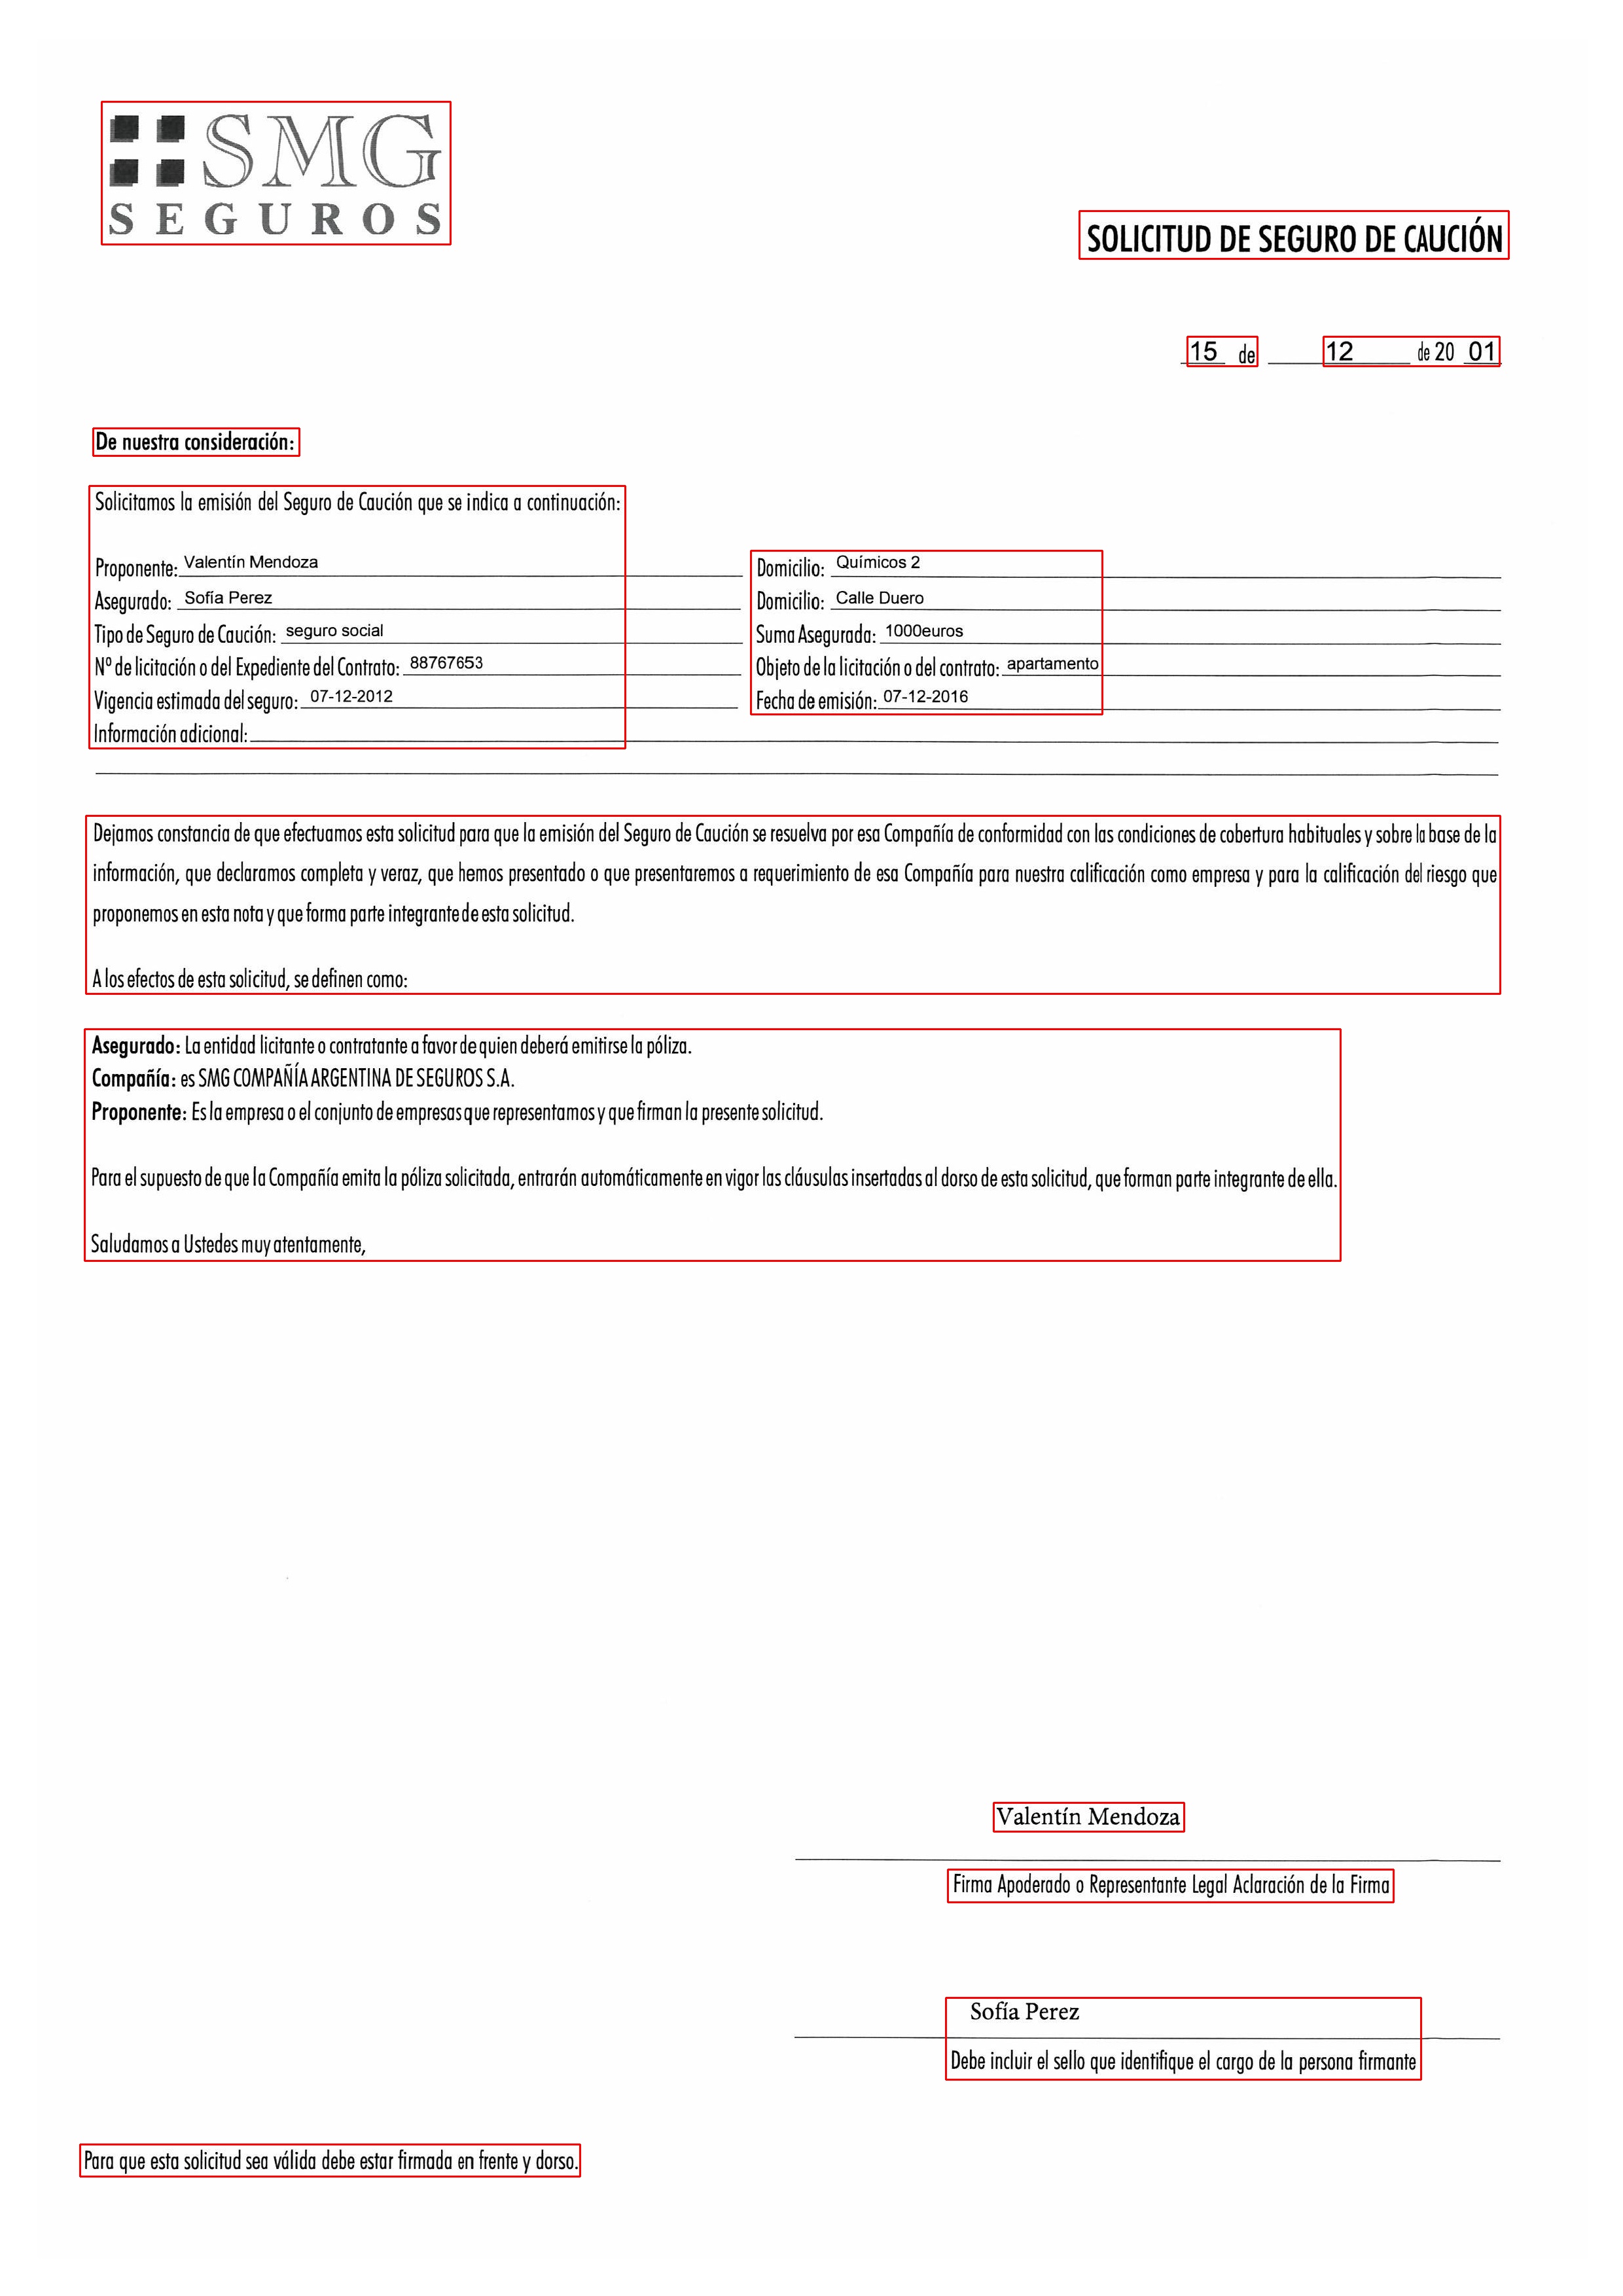 SMG
SEGUROS
SOLICITUD DE SEGURO DE CAUCIÓN
15 de 12 de 20 01
De nuestra consideración:
Solicitamos la emisión del Seguro de Caución que se indica a continuación:
Proponente: Valentín Mendoza Domicilio: Químicos 2
Asegurado: Sofía Perez Domicilio: Calle Duero
Tipo de Seguro de Caución: seguro social Suma Asegurada: 1000euros
Nº de licitación o del Expediente del Contrato: 88767653 Objeto de la licitación o del contrato: apartamento
Vigencia estimada del seguro: 07-12-2012 Fecha de emisión: 07-12-2016
Información adicional:
Dejamos constancia de que efectuamos esta solicitud para que la emisión del Seguro de Caución se resuelva por esa Compañía de conformidad con las condiciones de cobertura habituales y sobre la base de la
información, que declaramos completa y veraz, que hemos presentado o que presentaremos a requerimiento de esa Compañía para nuestra calificación como empresa y para la calificación del riesgo que
proponemos en esta nota y que forma parte integrante de esta solicitud.
A los efectos de esta solicitud, se definen como:
Asegurado: La entidad licitante o contratante a favor de quien deberá emitirse la póliza.
Compañía: es SMG COMPAÑÍA ARGENTINA DE SEGUROS S.A.
Proponente: Es la empresa o el conjunto de empresas que representamos y que firman la presente solicitud.
Para el supuesto de que la Compañía emita la póliza solicitada, entrarán automáticamente en vigor las cláusulas insertadas al dorso de esta solicitud, que forman parte integrante de ella.
Saludamos a Ustedes muy atentamente,
Valentín Mendoza
Firma Apoderado o Representante Legal Aclaración de la Firma
Sofía Perez
Debe incluir el sello que identifique el cargo de la persona firmante
Para que esta solicitud sea válida debe estar firmada en frente y dorso.